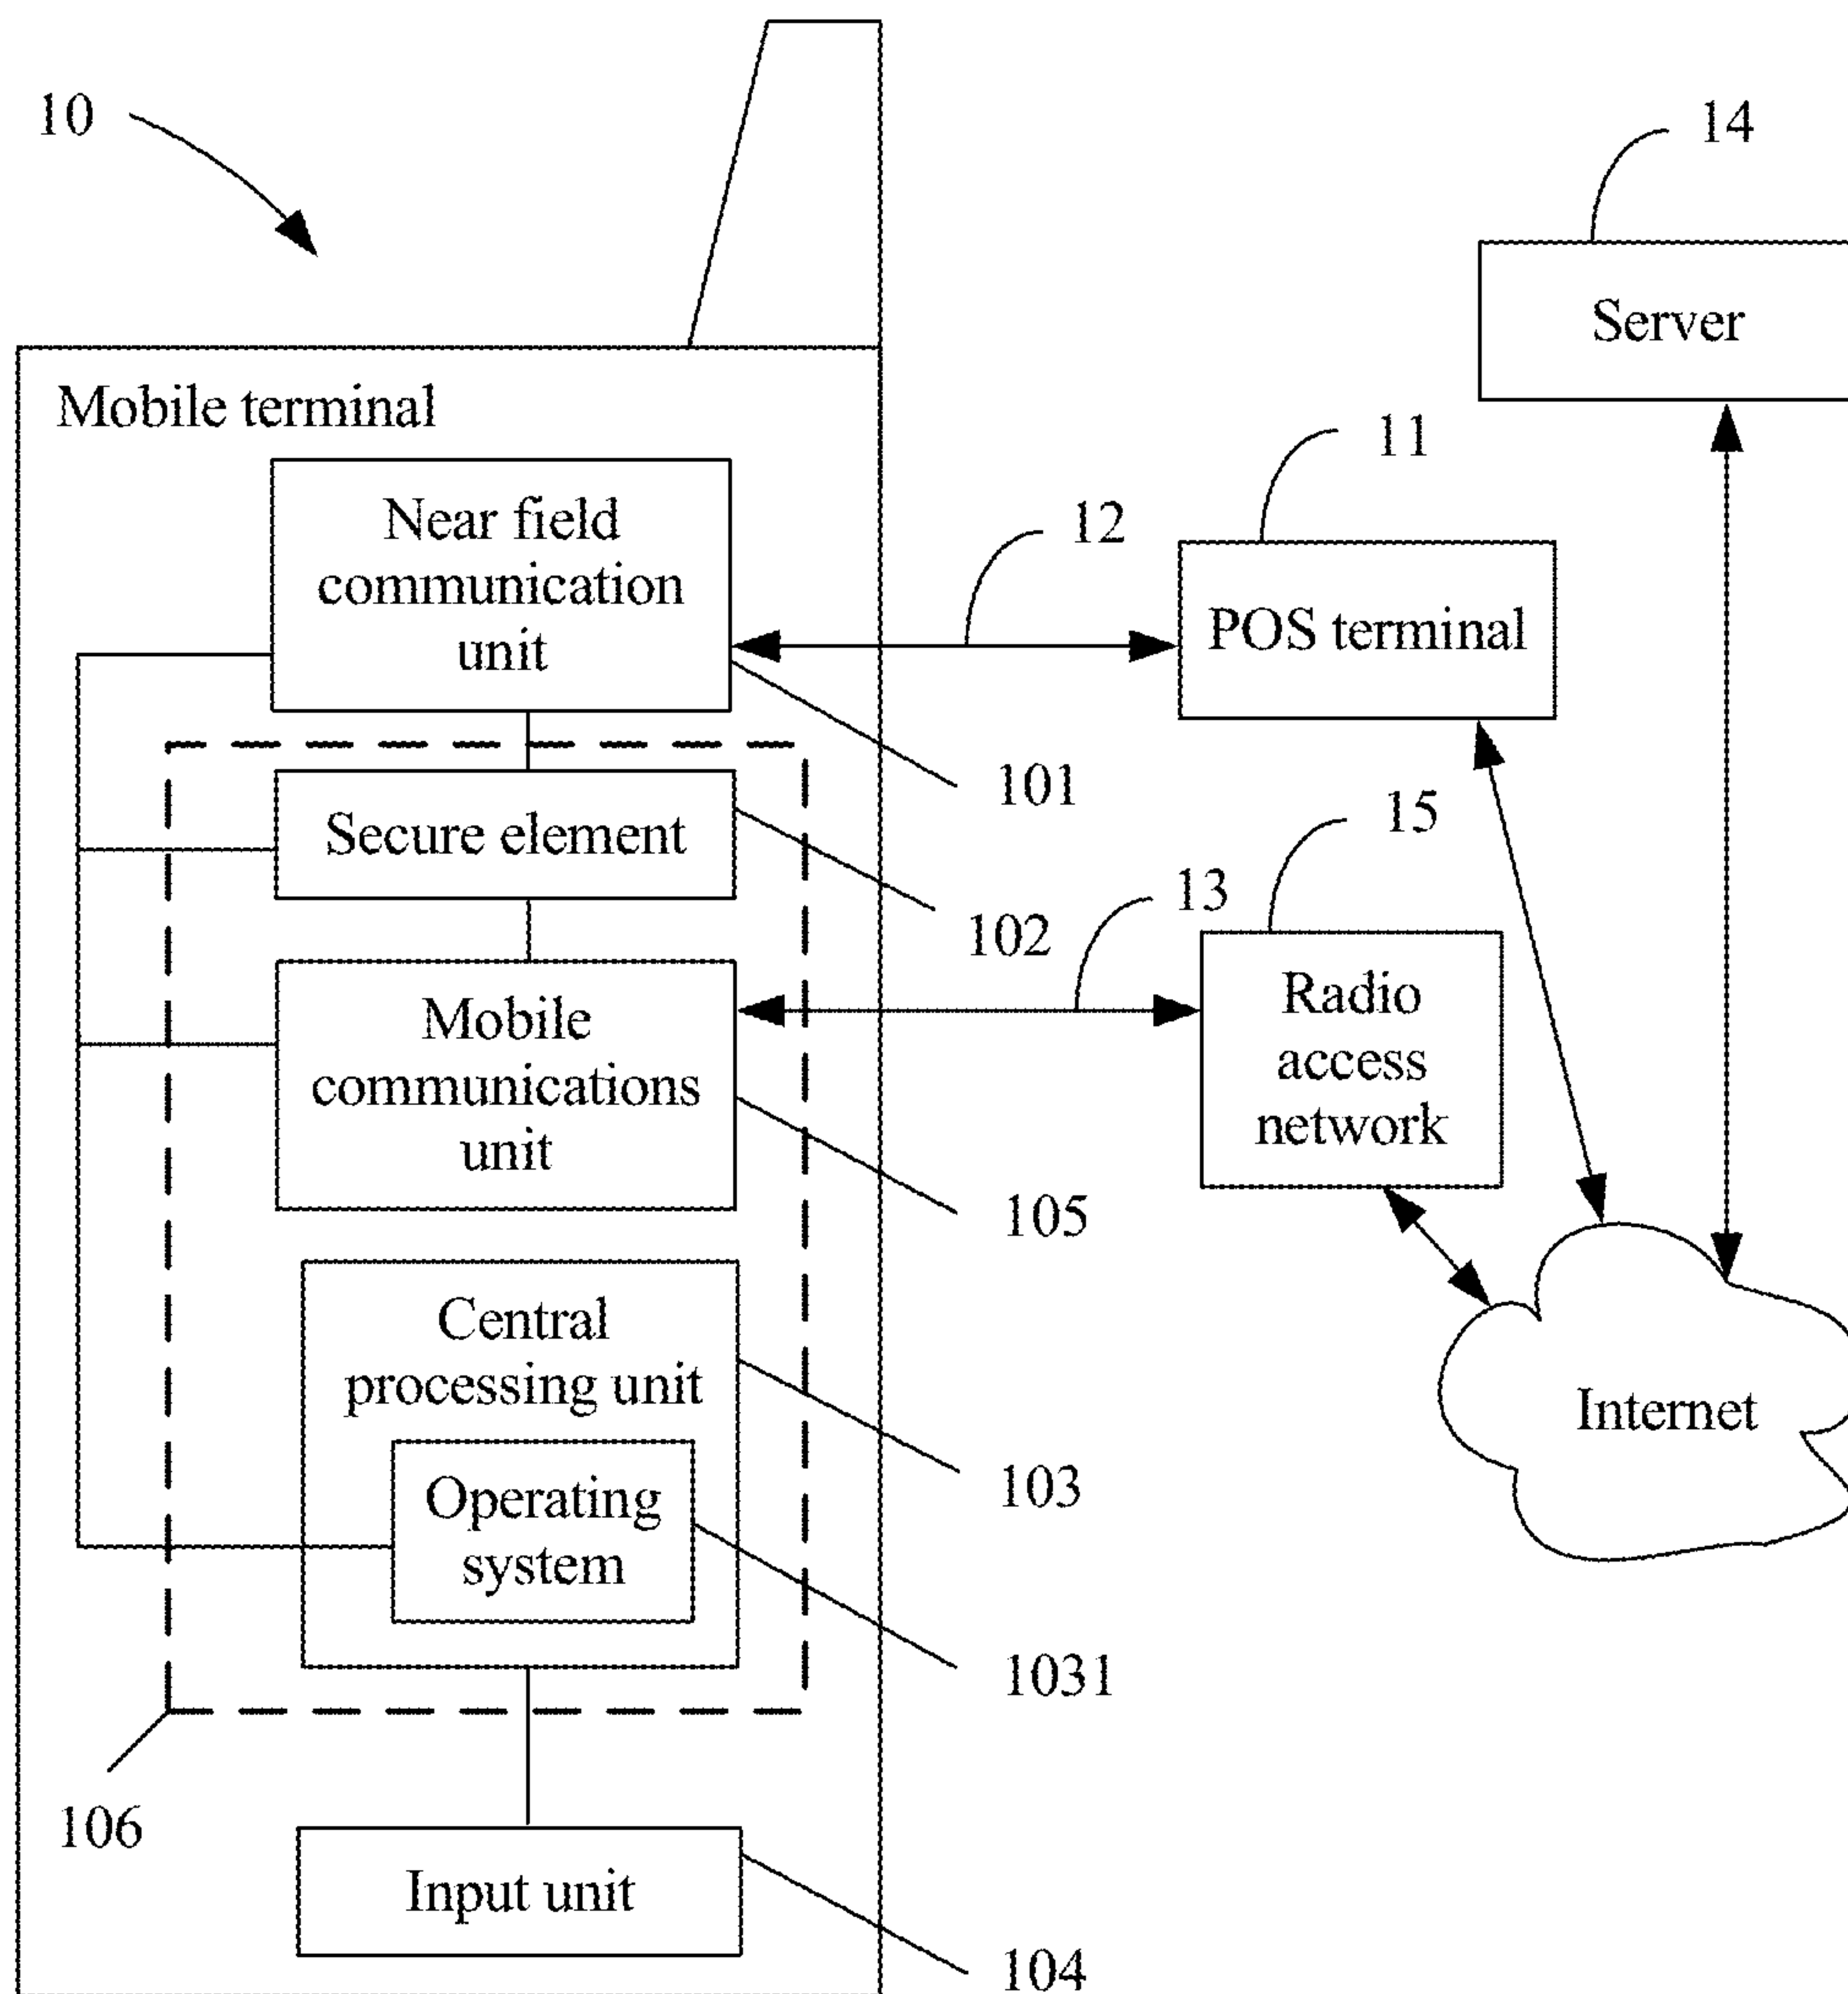 10
14
Server
Mobile terminal
11
Near field
communication
unit
12
POS terminal
101
15
Secure element
13
102
Radio
access
network
Mobile
communications
unit
105
Central
processing unit
Internet
103
Operating
system
1031
106
Input unit
104